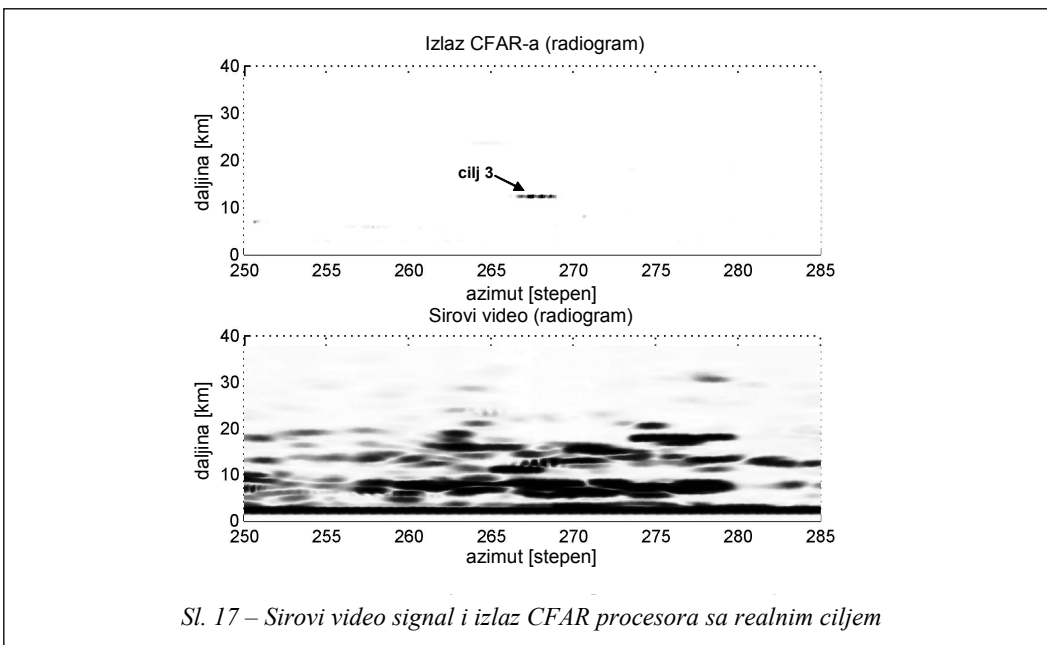 Izlaz CFAR-a (radiogram)
40
30
20
10
0
daljina [km]
cilj 3
250 255 260 265 270 275 280 285
azimut [stepen]
Sirovi video (radiogram)
40
30
20
10
0
daljina [km]
250 255 260 265 270 275 280 285
azimut [stepen]
Sl. 17 – Sirovi video signal i izlaz CFAR procesora sa realnim ciljem